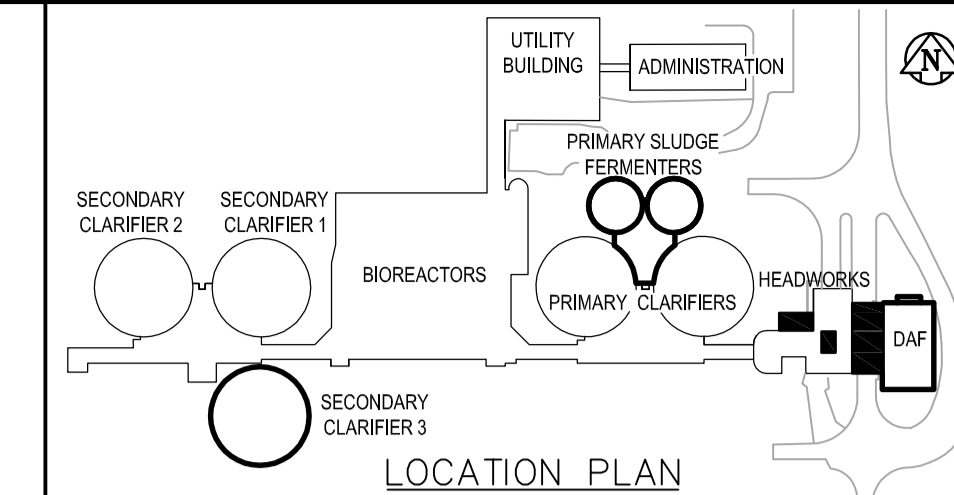 UTILITY
BUILDING
ADMINISTRATION
N
PRIMARY SLUDGE
FERMENTERS
SECONDARY
CLARIFIER 2
SECONDARY
CLARIFIER 1
BIOREACTORS
HEADWORKS
PRIMARY CLARIFIERS
DAF
SECONDARY
CLARIFIER 3
LOCATION PLAN